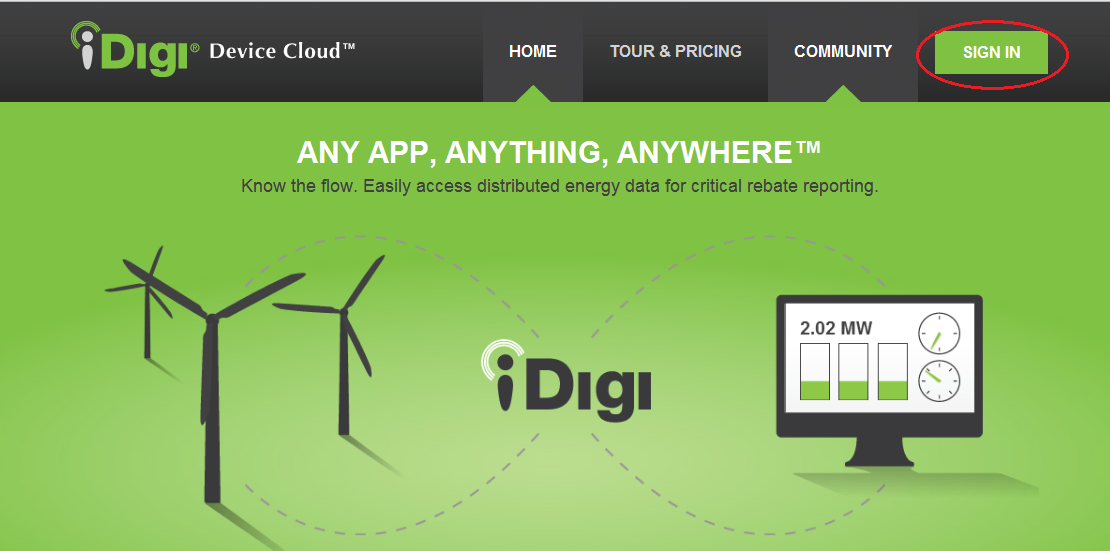 iDigi® Device Cloud™
HOME
TOUR & PRICING
COMMUNITY
SIGN IN
ANY APP, ANYTHING, ANYWHERE™
Know the flow. Easily access distributed energy data for critical rebate reporting.
iDigi
2.02 MW